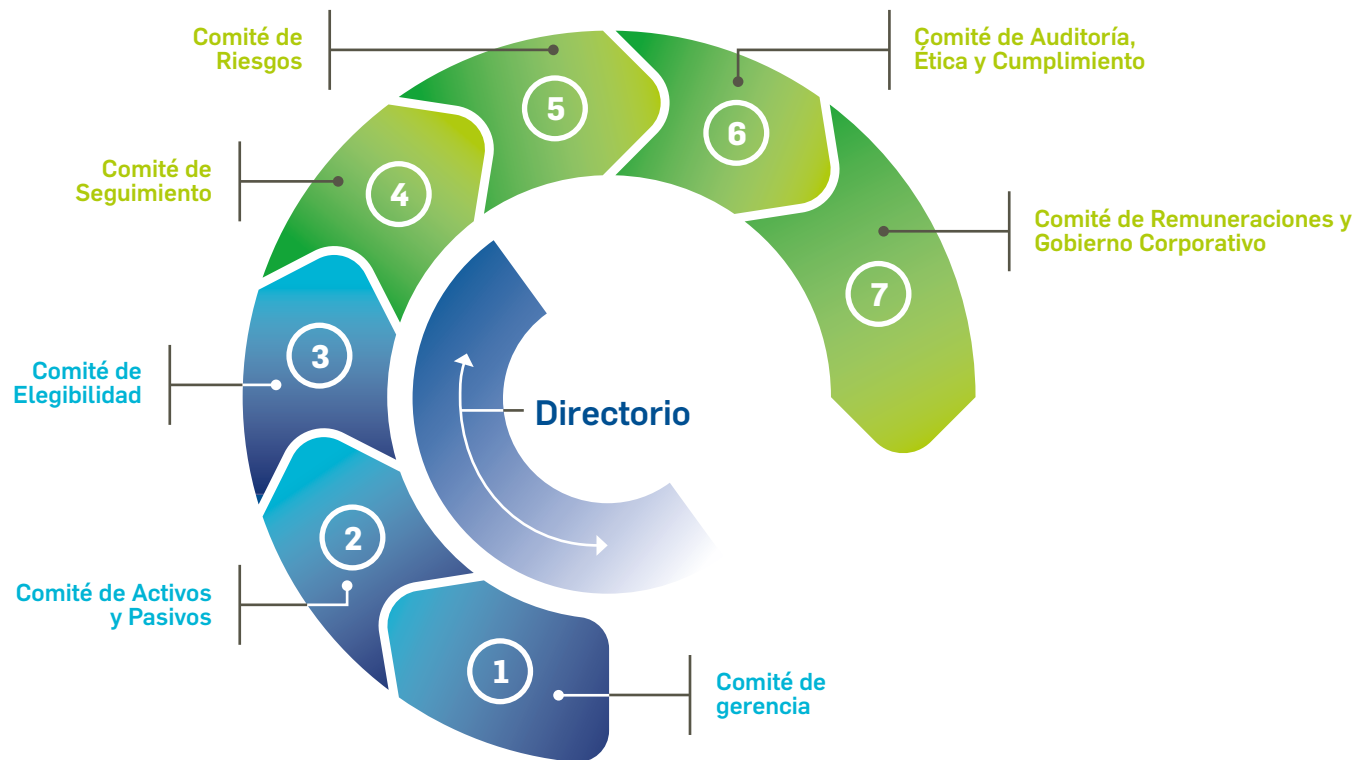 Comité de
Riesgos
5
Comité de Auditoría,
Ética y Cumplimiento
6
Comité de
Seguimiento
4
Comité de Remuneraciones y
Gobierno Corporativo
7
Comité de
Elegibilidad
3
Directorio
Comité de Activos
y Pasivos
2
Comité de
gerencia
1